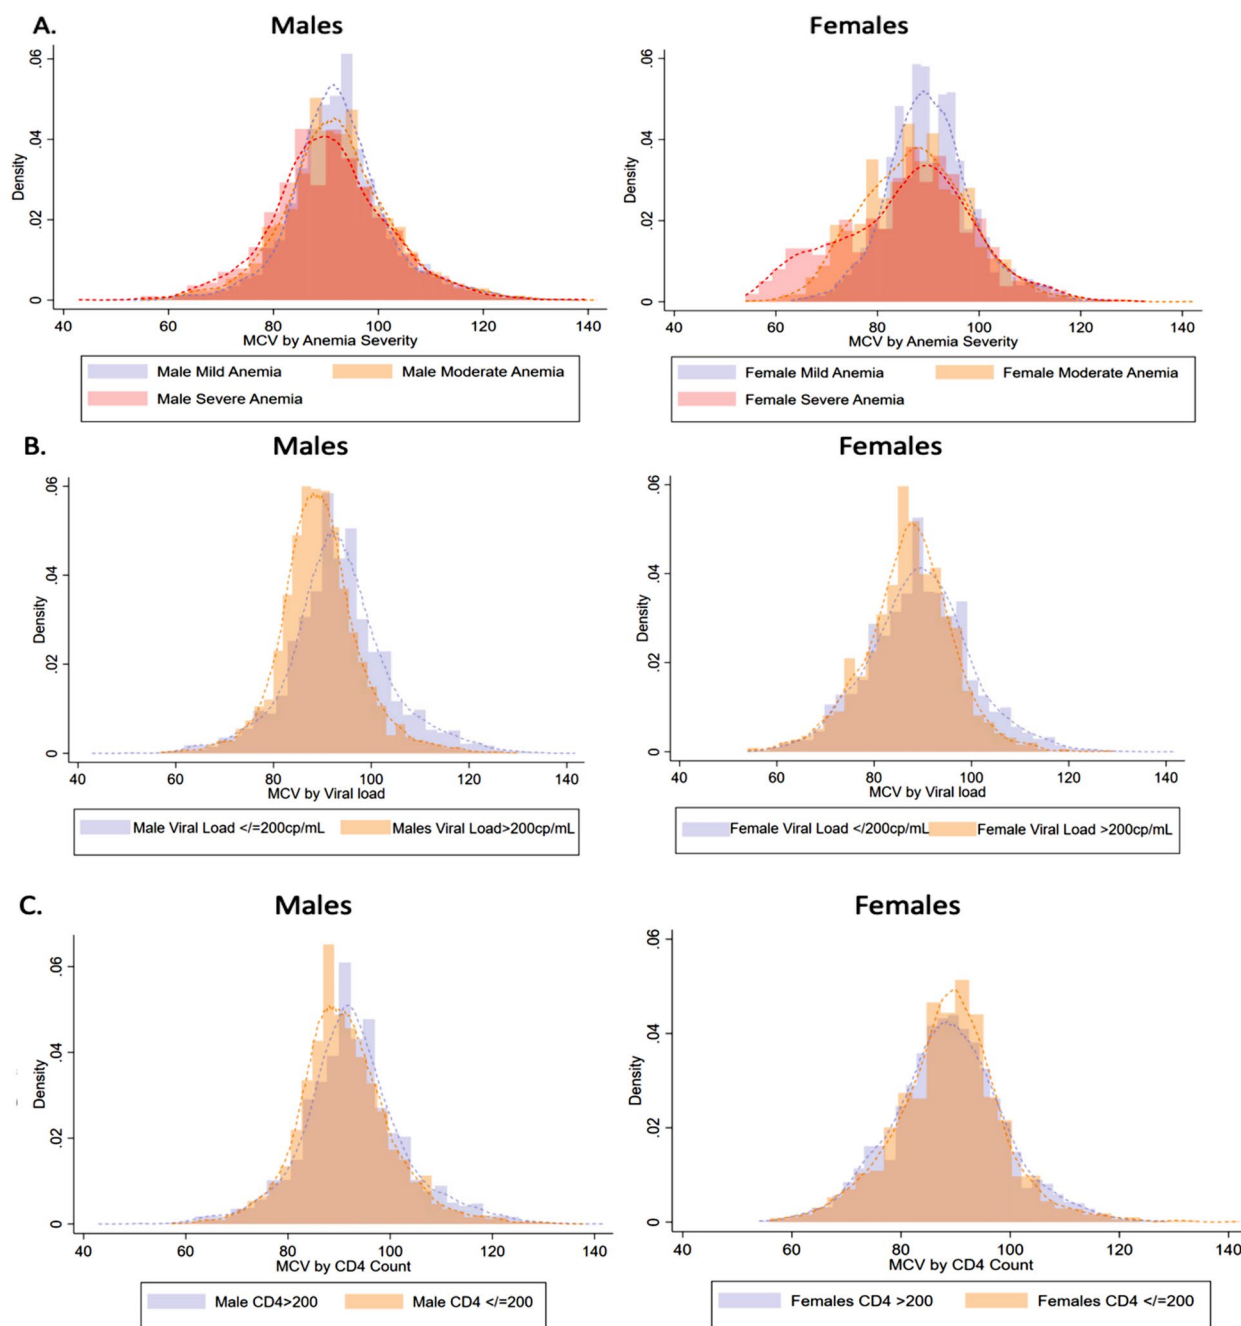 A.
Males
Females
.06
.04
.02
0
Density
40 60 80 100 120 140
MCV by Anemia Severity
Male Mild Anemia Male Moderate Anemia
Male Severe Anemia
.06
.04
.02
0
Density
40 60 80 100 120 140
MCV by Anemia Severity
Female Mild Anemia Female Moderate Anemia
Female Severe Anemia
B.
Males
Females
.06
.04
.02
0
Density
40 60 80 100 120 140
MCV by Viral load
Male Viral Load </=200cp/mL Males Viral Load>200cp/mL
.06
.04
.02
0
Density
40 60 80 100 120 140
MCV by Viral load
Female Viral Load </200cp/mL Female Viral Load >200cp/mL
C.
Males
Females
.06
.04
.02
0
Density
40 60 80 100 120 140
MCV by CD4 Count
Male CD4>200 Male CD4 </=200
.06
.04
.02
0
Density
40 60 80 100 120 140
MCV by CD4 Count
Females CD4 >200 Females CD4 </=200